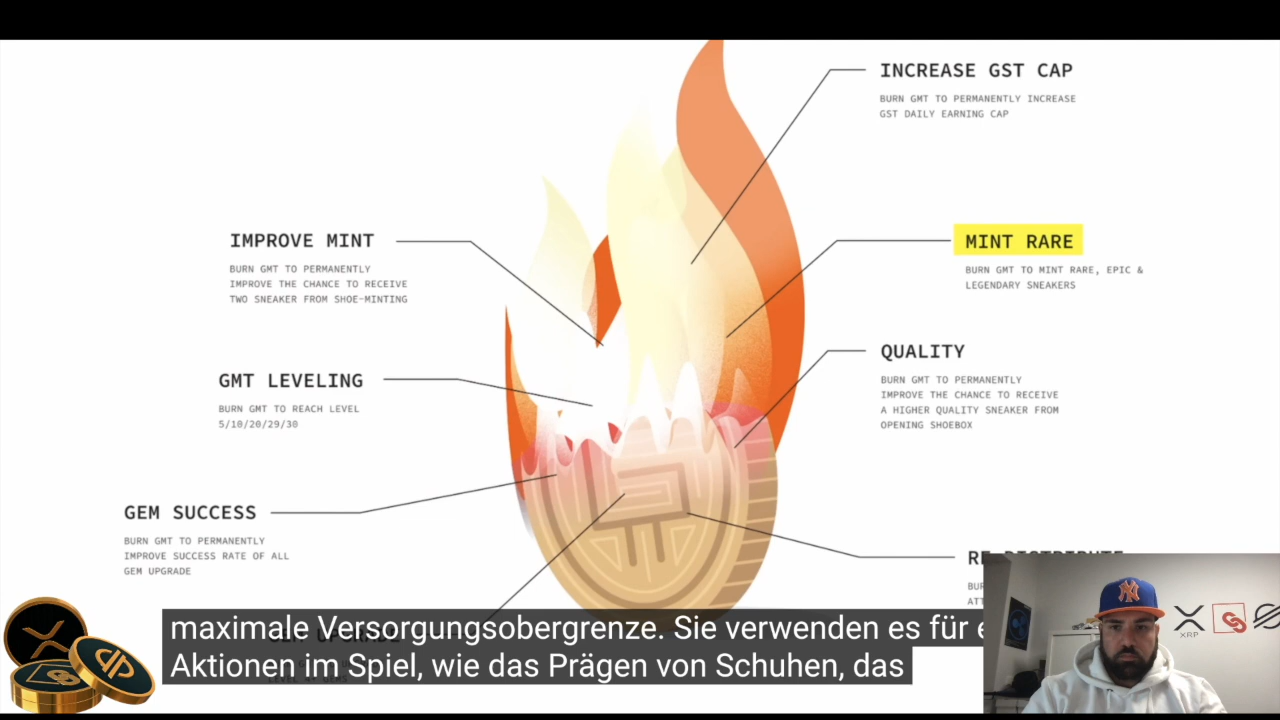 INCREASE GST CAP
BURN GMT TO PERMANENTLY INCREASE
GST DAILY EARNING CAP
IMPROVE MINT
BURN GMT TO PERMANENTLY
IMPROVE THE CHANCE TO RECEIVE
TWO SNEAKER FROM SHOE-MINTING
MINT RARE
BURN GMT TO MINT RARE, EPIC &
LEGENDARY SNEAKERS
QUALITY
BURN GMT TO PERMANENTLY
IMPROVE THE CHANCE TO RECEIVE
A HIGHER QUALITY SNEAKER FROM
OPENING SHOEBOX
GMT LEVELING
BURN GMT TO REACH LEVEL
5/10/20/29/30
GEM SUCCESS
BURN GMT TO PERMANENTLY
IMPROVE SUCCESS RATE OF ALL
GEM UPGRADE
maximale Versorgungsobergrenze. Sie verwenden es für
Aktionen im Spiel, wie das Prägen von Schuhen, das
XRP